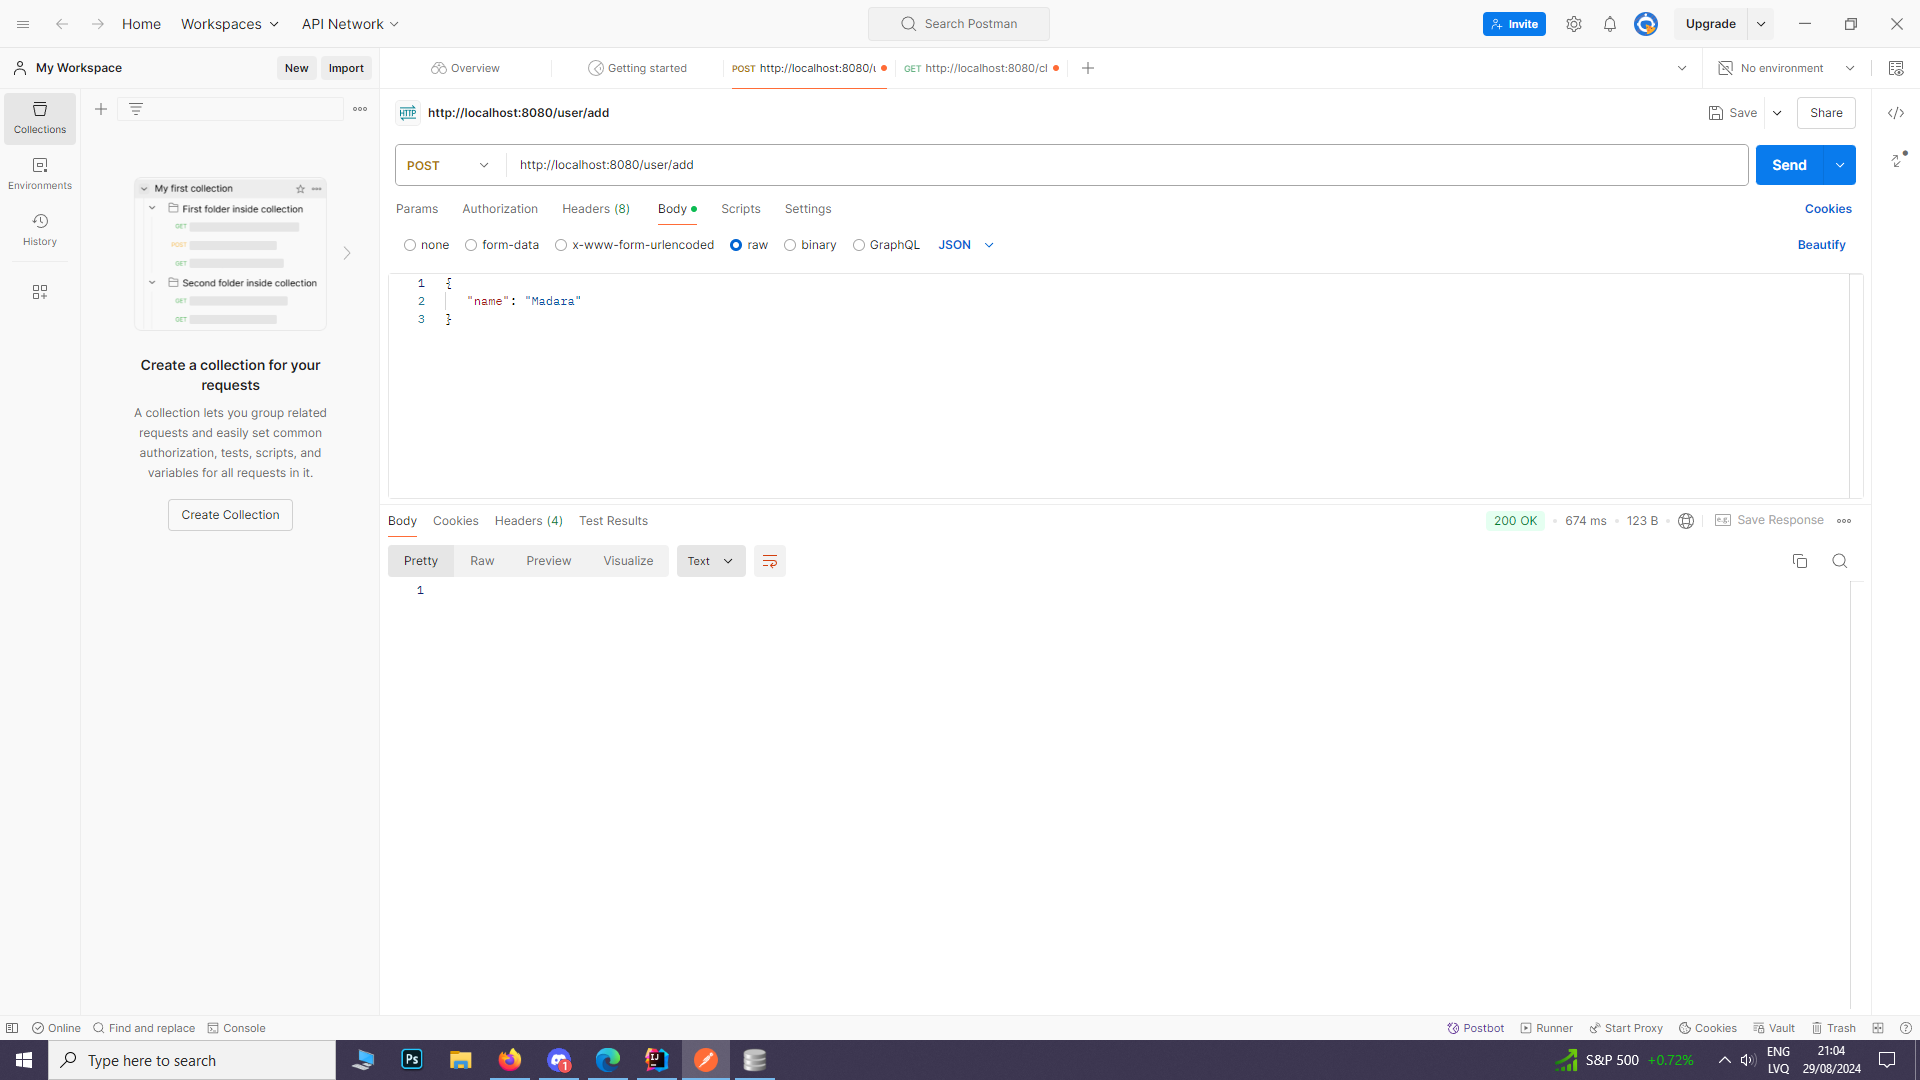 Home Workspaces API Network Search Postman Invite Upgrade
My Workspace New Import Overview Getting started POST http://localhost:8080/u GET http://localhost:8080/cl No environment
Collections
Environments
History
My first collection
First folder inside collection
GET
POST
GET
Second folder inside collection
GET
GET
Create a collection for your
requests
A collection lets you group related
requests and easily set common
authorization, tests, scripts, and
variables for all requests in it.
Create Collection
HTTP http://localhost:8080/user/add Save Share
POST http://localhost:8080/user/add Send
Params Authorization Headers (8) Body Scripts Settings Cookies
none form-data x-www-form-urlencoded raw binary GraphQL JSON Beautify
1 {
2 "name": "Madara"
3 }
Body Cookies Headers (4) Test Results 200 OK 674 ms 123 B e.g. Save Response
Pretty Raw Preview Visualize Text
1
Online Find and replace Console Postbot Runner Start Proxy Cookies Vault Trash
Type here to search Ps 1 IJ S&P 500 +0.72% ENG 21:04
LVQ 29/08/2024